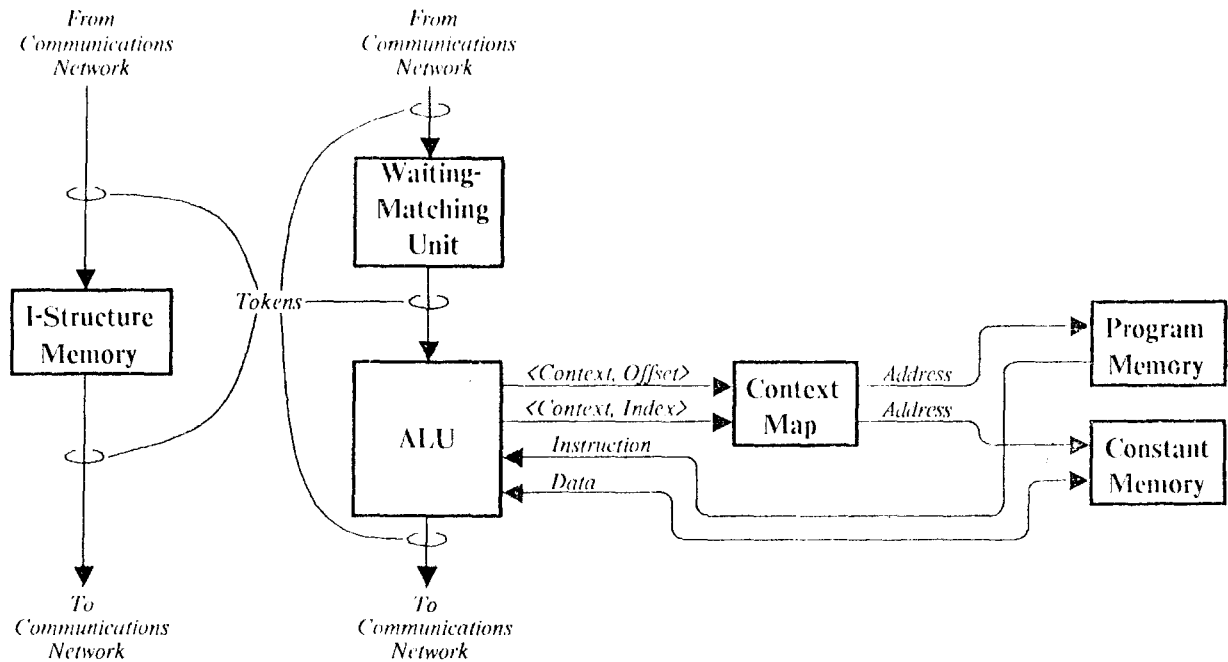 From
Communications
Network
From
Communications
Network
Waiting-
Matching
Unit
I-Structure
Memory
Tokens
ALU
<Context, Offset>
<Context, Index>
Instruction
Data
Context
Map
Address
Address
Program
Memory
Constant
Memory
To
Communications
Network
To
Communications
Network